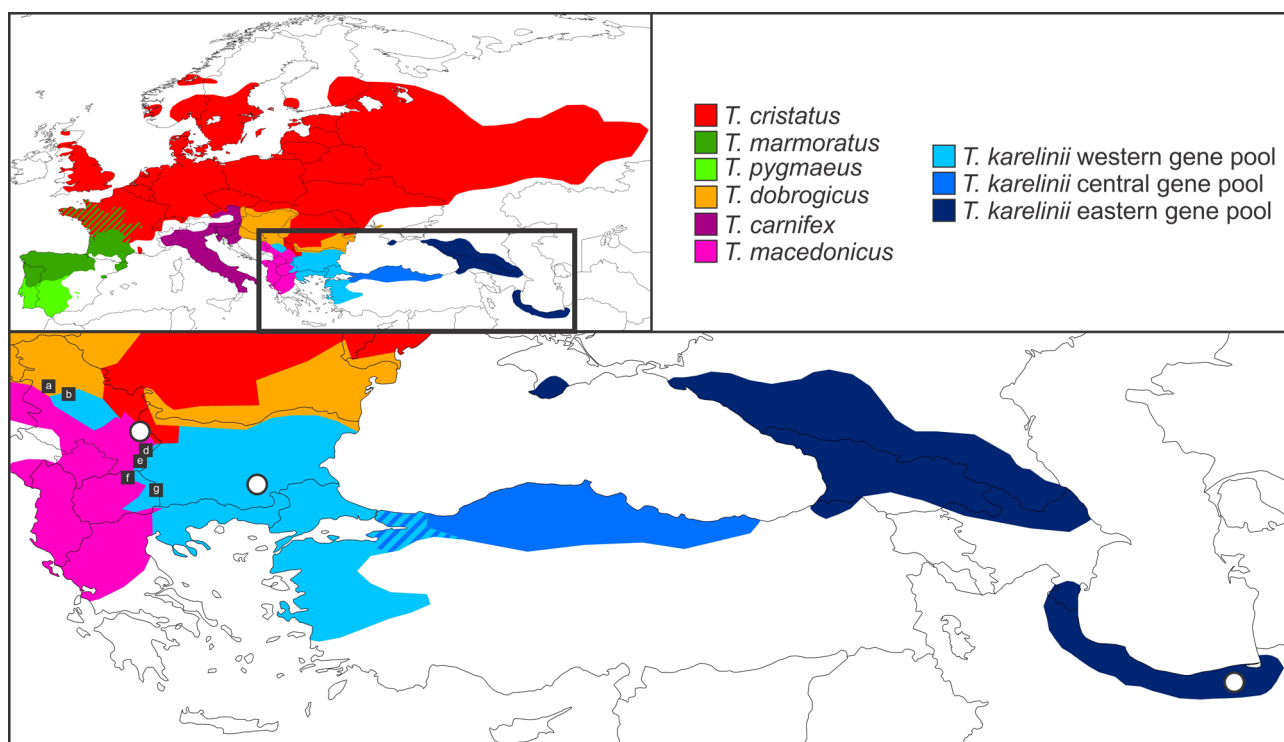 T. cristatus
T. marmoratus
T. pygmaeus
T. dobrogicus
T. carnifex
T. macedonicus
T. karelinii western gene pool
T. karelinii central gene pool
T. karelinii eastern gene pool
a
b
d
e
f
g